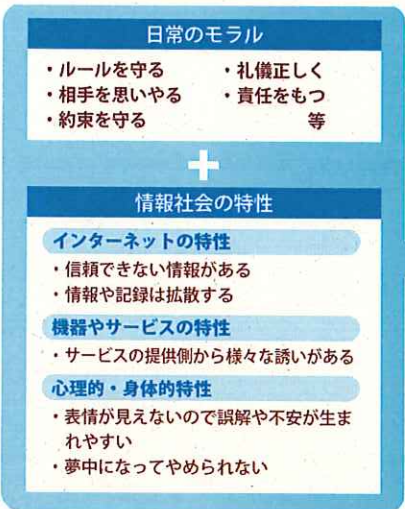 日常のモラル
・ルールを守る ・礼儀正しく
・相手を思いやる ・責任をもつ
・約束を守る 等
+
情報社会の特性
インターネットの特性
・信頼できない情報がある
・情報や記録は拡散する
機器やサービスの特性
・サービスの提供側から様々な誘いがある
心理的・身体的特性
・表情が見えないので誤解や不安が生ま
れやすい
・夢中になってやめられない